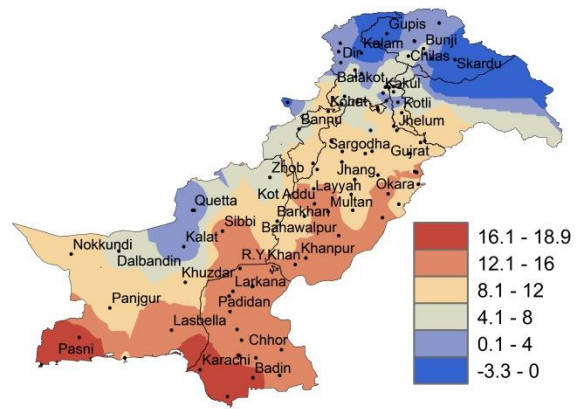 Gupis
Kalam
Bunji
Dir
Chilas
Skardu
Balakot
Kakul
Kohat
Kotli
Bannu
Jhelum
Sargodha
Gujrat
Zhob
Jhang
Kot Addu
Layyah
Okara
Quetta
Multan
Barkhan
Sibbi
Bahawalpur
Nokkundi
Kalat
Dalbandin
R.Y.Khan
Khanpur
Khuzdar
Larkana
Panjgur
Padidan
Lasbella
Chhor
Pasni
Karachi
Badin
16.1 - 18.9
12.1 - 16
8.1 - 12
4.1 - 8
0.1 - 4
-3.3 - 0